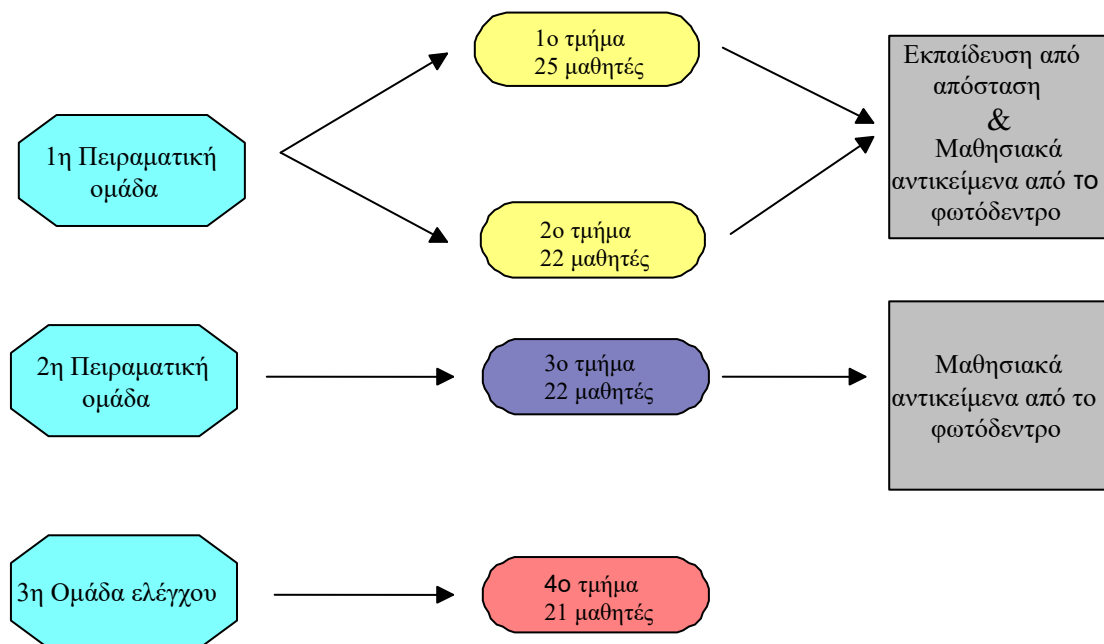 1ο τμήμα
25 μαθητές
Εκπαίδευση από
απόσταση
&
Μαθησιακά
αντικείμενα από το
φωτόδεντρο
1η Πειραματική
ομάδα
2ο τμήμα
22 μαθητές
2η Πειραματική
ομάδα
3ο τμήμα
22 μαθητές
Μαθησιακά
αντικείμενα από το
φωτόδεντρο
3η Ομάδα ελέγχου
4ο τμήμα
21 μαθητές